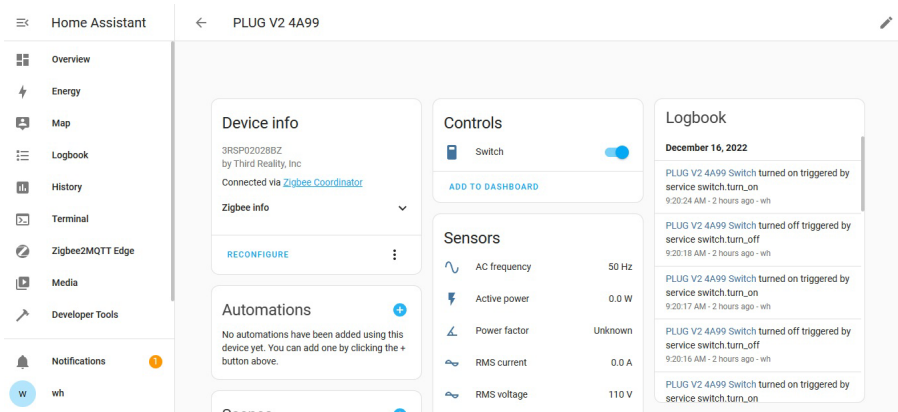 Home Assistant
PLUG V2 4A99
Overview
Energy
Map
Logbook
History
Terminal
Zigbee2MQTT Edge
Media
Developer Tools
Notifications
1
w
wh
Device info
3RSP02028BZ
by Third Reality, Inc
Connected via Zigbee Coordinator
Zigbee info
RECONFIGURE
Automations
No automations have been added using this
device yet. You can add one by clicking the +
button above.
Controls
Switch
ADD TO DASHBOARD
Sensors
AC frequency 50 Hz
Active power 0.0 W
Power factor Unknown
RMS current 0.0 A
RMS voltage 110 V
Logbook
December 16, 2022
PLUG V2 4A99 Switch turned on triggered by
service switch.turn_on
9:20:24 AM - 2 hours ago - wh
PLUG V2 4A99 Switch turned off triggered by
service switch.turn_off
9:20:18 AM - 2 hours ago - wh
PLUG V2 4A99 Switch turned on triggered by
service switch.turn_on
9:20:17 AM - 2 hours ago - wh
PLUG V2 4A99 Switch turned off triggered by
service switch.turn_off
9:20:16 AM - 2 hours ago - wh
PLUG V2 4A99 Switch turned on triggered by
service switch.turn_on